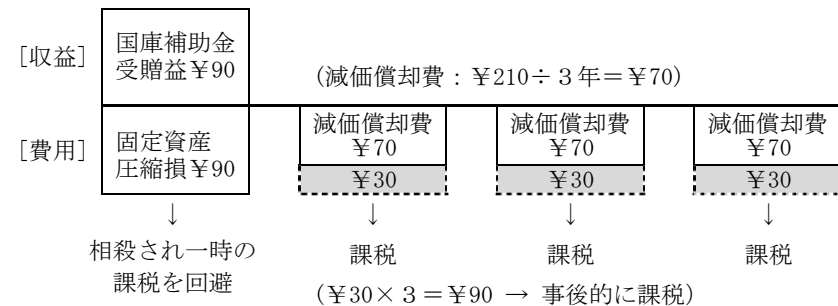 [収益]
国庫補助金
受贈益￥90
(減価償却費：￥210÷３年＝￥70)
[費用]
固定資産
圧縮損￥90
減価償却費
￥70
￥30
減価償却費
￥70
￥30
減価償却費
￥70
￥30
↓ ↓ ↓ ↓
相殺され一時の
課税を回避
課税 課税 課税
(￥30×３＝￥90 → 事後的に課税)